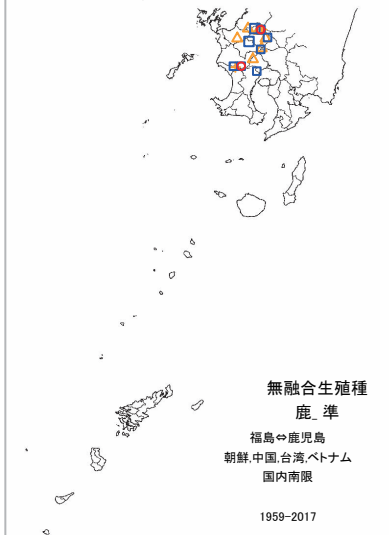 無融合生殖種
鹿_準
福島⇔鹿児島
朝鮮,中国,台湾,ベトナム
国内南限
1959-2017